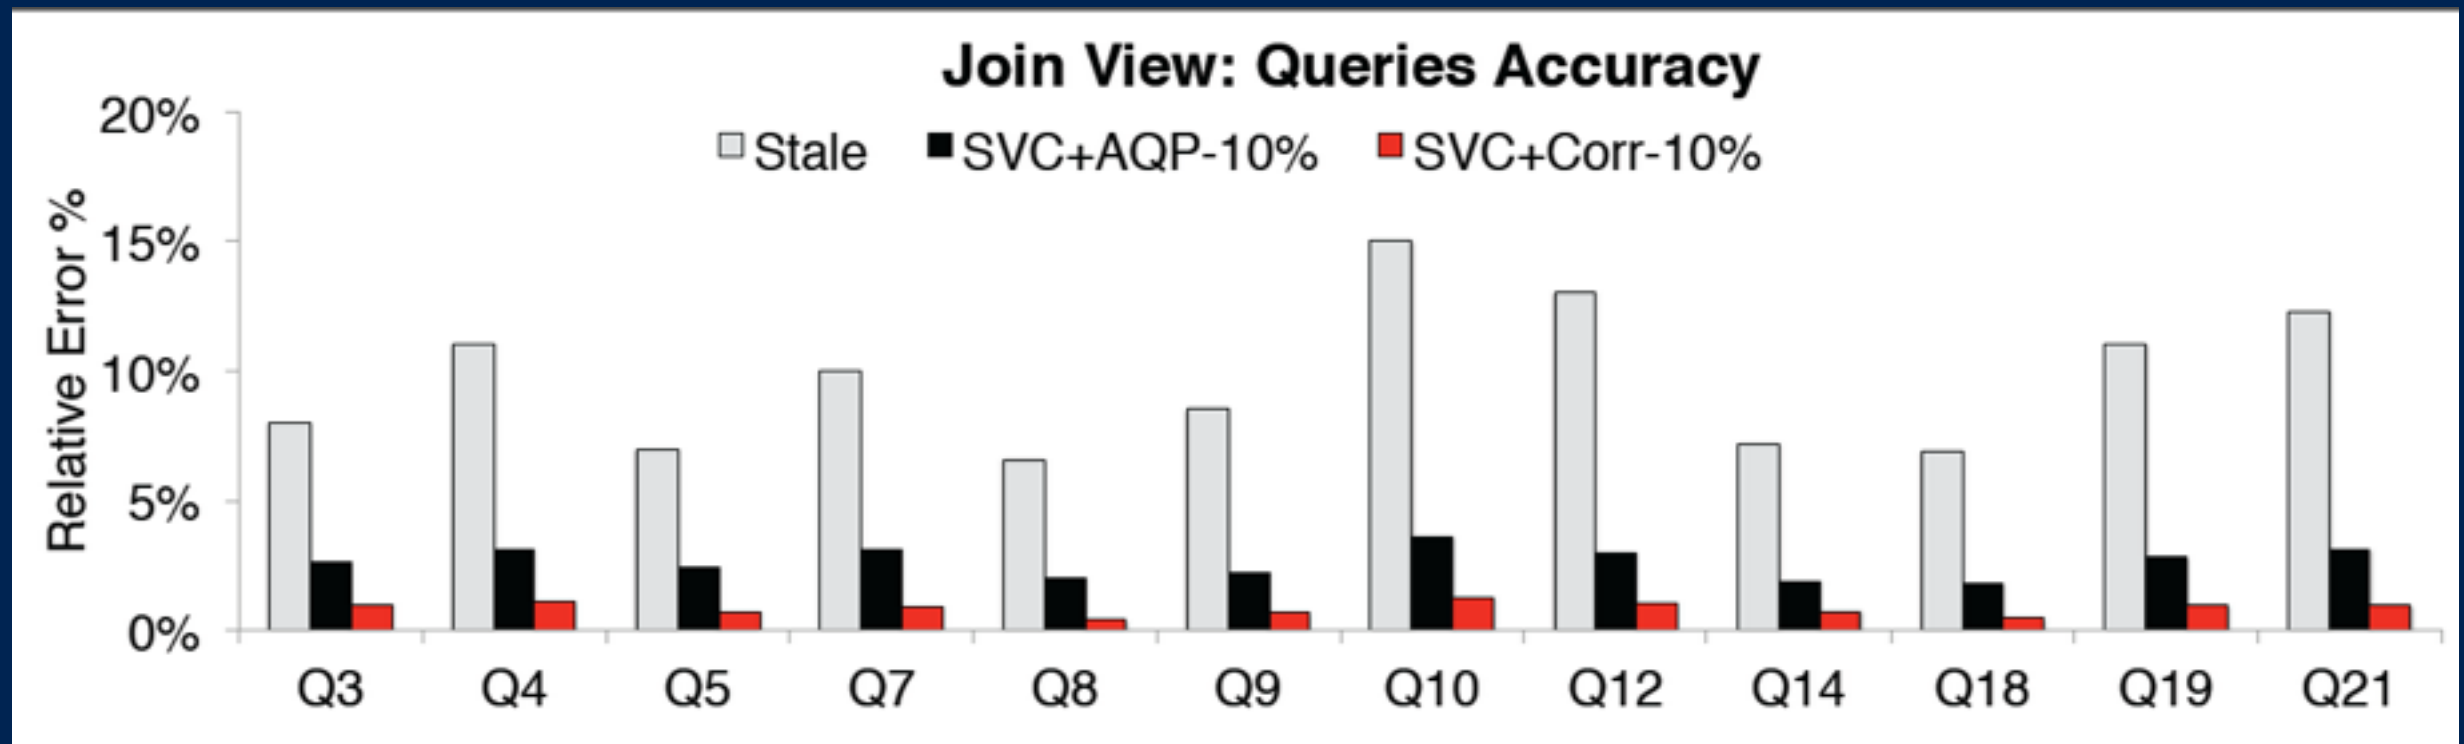 Join View: Queries Accuracy
Stale SVC+AQP-10% SVC+Corr-10%
Relative Error %
20%
15%
10%
5%
0%
Q3 Q4 Q5 Q7 Q8 Q9 Q10 Q12 Q14 Q18 Q19 Q21